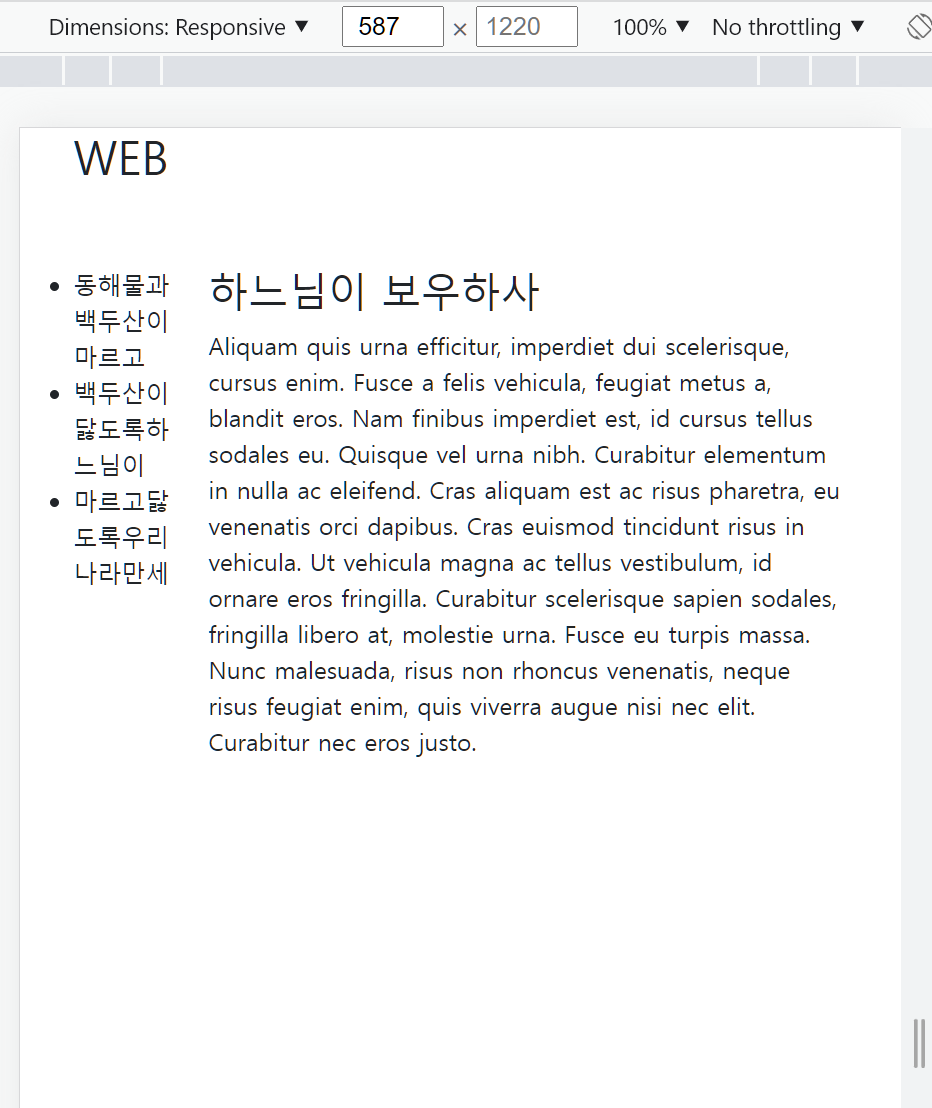 Dimensions: Responsive ▼ 587 × 1220 100% ▼ No throttling ▼
WEB
• 동해물과
백두산이
마르고
• 백두산이
닳도록하
느님이
• 마르고닳
도록우리
나라만세
하느님이 보우하사
Aliquam quis urna efficitur, imperdiet dui scelerisque,
cursus enim. Fusce a felis vehicula, feugiat metus a,
blandit eros. Nam finibus imperdiet est, id cursus tellus
sodales eu. Quisque vel urna nibh. Curabitur elementum
in nulla ac eleifend. Cras aliquam est ac risus pharetra, eu
venenatis orci dapibus. Cras euismod tincidunt risus in
vehicula. Ut vehicula magna ac tellus vestibulum, id
ornare eros fringilla. Curabitur scelerisque sapien sodales,
fringilla libero at, molestie urna. Fusce eu turpis massa.
Nunc malesuada, risus non rhoncus venenatis, neque
risus feugiat enim, quis viverra augue nisi nec elit.
Curabitur nec eros justo.